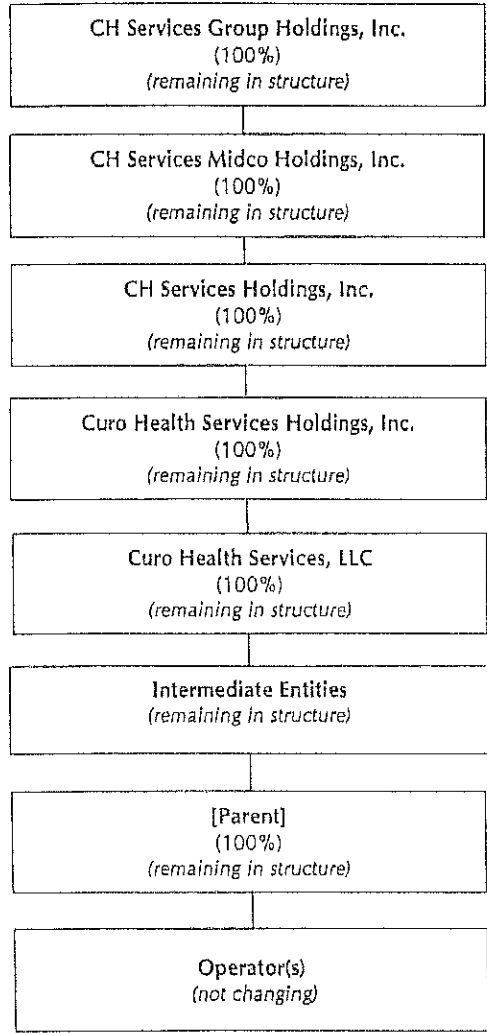 CH Services Group Holdings, Inc.
(100%)
(remaining in structure)
CH Services Midco Holdings, Inc.
(100%)
(remaining in structure)
CH Services Holdings, Inc.
(100%)
(remaining in structure)
Curo Health Services Holdings, Inc.
(100%)
(remaining in structure)
Curo Health Services, LLC
(100%)
(remaining in structure)
Intermediate Entities
(remaining in structure)
[Parent]
(100%)
(remaining in structure)
Operator(s)
(not changing)